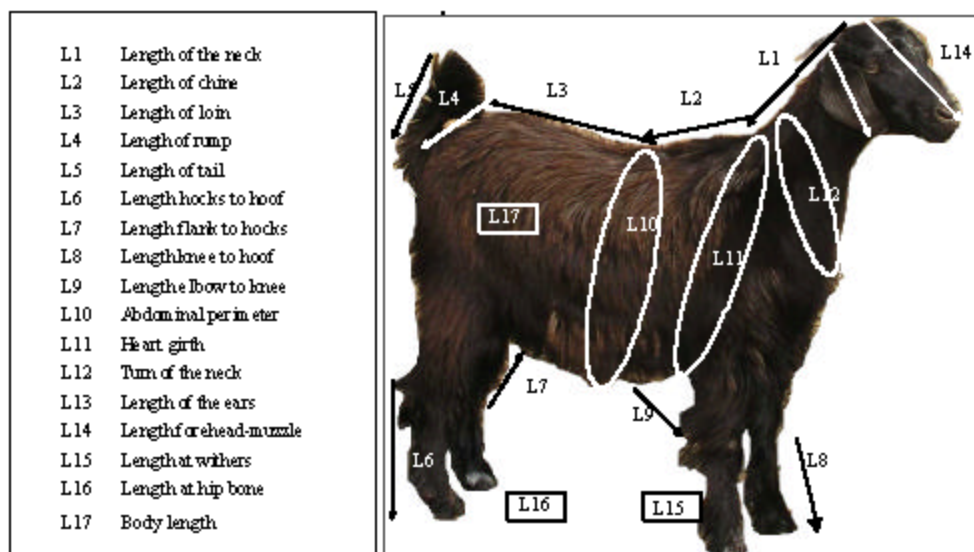 L1 Length of the neck
L2 Length of chine
L3 Length of loin
L4 Length of rump
L5 Length of tail
L6 Length hocks to hoof
L7 Length flank to hocks
L8 Length knee to hoof
L9 Length elbow to knee
L10 Abdominal perimeter
L11 Heart girth
L12 Turn of the neck
L13 Length of the ears
L14 Length forehead-muzzle
L15 Length at withers
L16 Length at hip bone
L17 Body length
L1
L14
L3
L4
L2
L12
L17
L10
L11
L7
L9
L6
L8
L16
L15